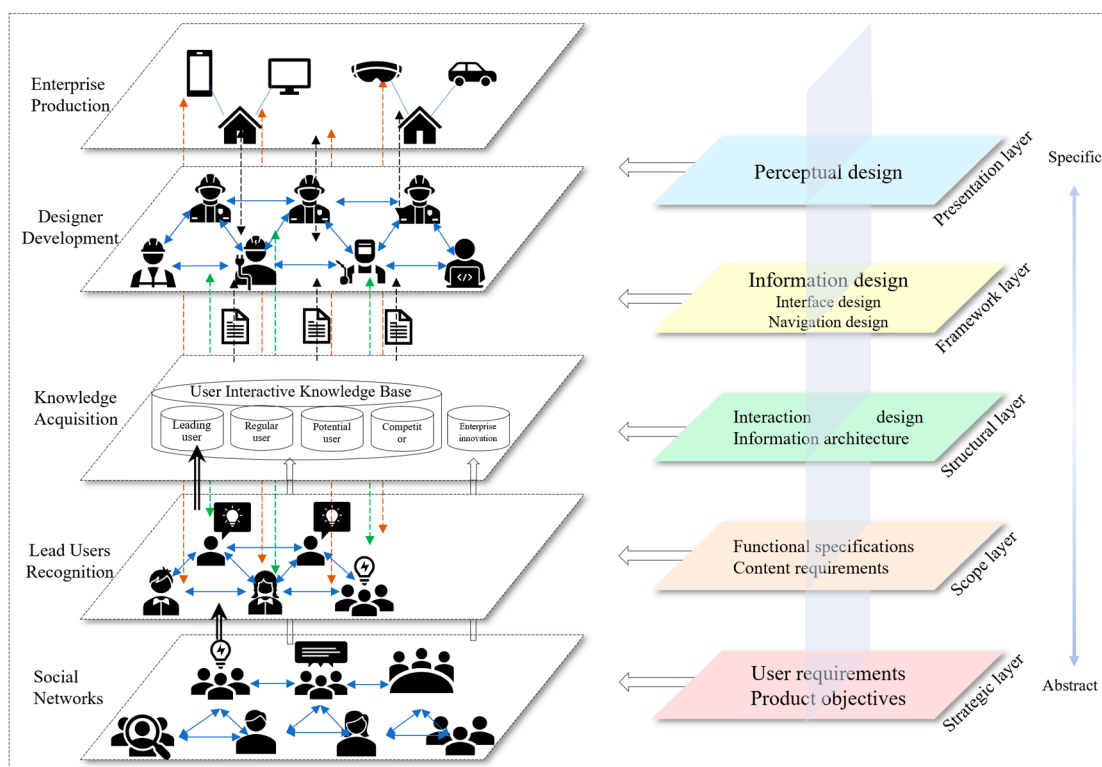 Enterprise
Production
Designer
Development
Knowledge
Acquisition
User Interactive Knowledge Base
Leading
user
Regular
user
Potential
user
Competit
or
Enterprise
innovation
Lead Users
Recognition
Social
Networks
</>
Perceptual design
Presentation layer
Information design
Interface design
Navigation design
Framework layer
Interaction design
Information architecture
Structural layer
Functional specifications
Content requirements
Scope layer
User requirements
Product objectives
Strategic layer
Specific
Abstract